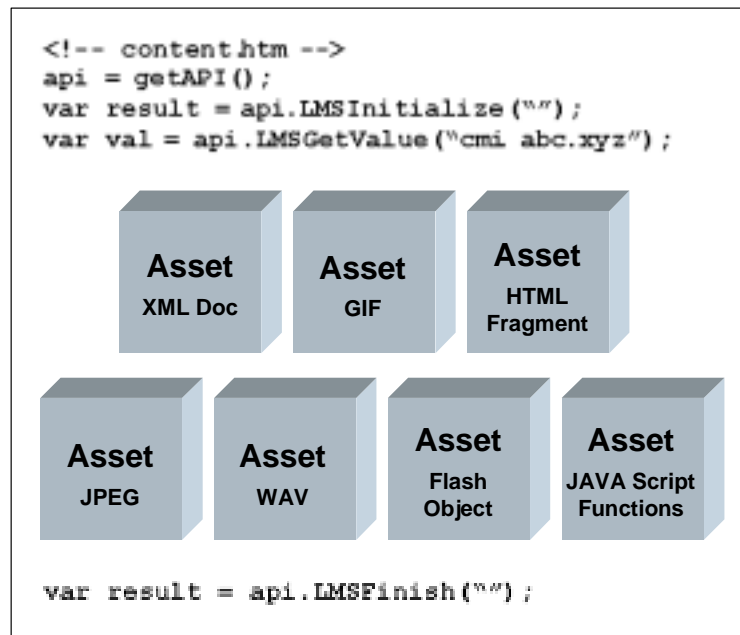 <!-- content.htm -->
api = getAPI();
var result = api.LMSInitialize(“”);
var val = api.LMSGetValue(“cmi abc.xyz”);
Asset
XML Doc
Asset
GIF
Asset
HTML
Fragment
Asset
JPEG
Asset
WAV
Asset
Flash
Object
Asset
JAVA Script
Functions
var result = api.LMSFinish(“”);